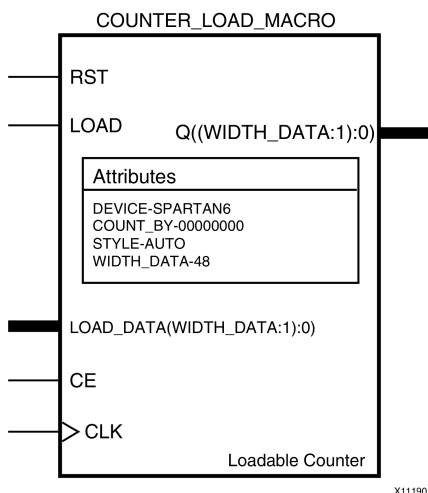 COUNTER_LOAD_MACRO
RST
LOAD
Q((WIDTH_DATA:1):0)
Attributes
DEVICE-SPARTAN6
COUNT_BY-00000000
STYLE-AUTO
WIDTH_DATA-48
LOAD_DATA(WIDTH_DATA:1):0)
CE
CLK
Loadable Counter
X11190